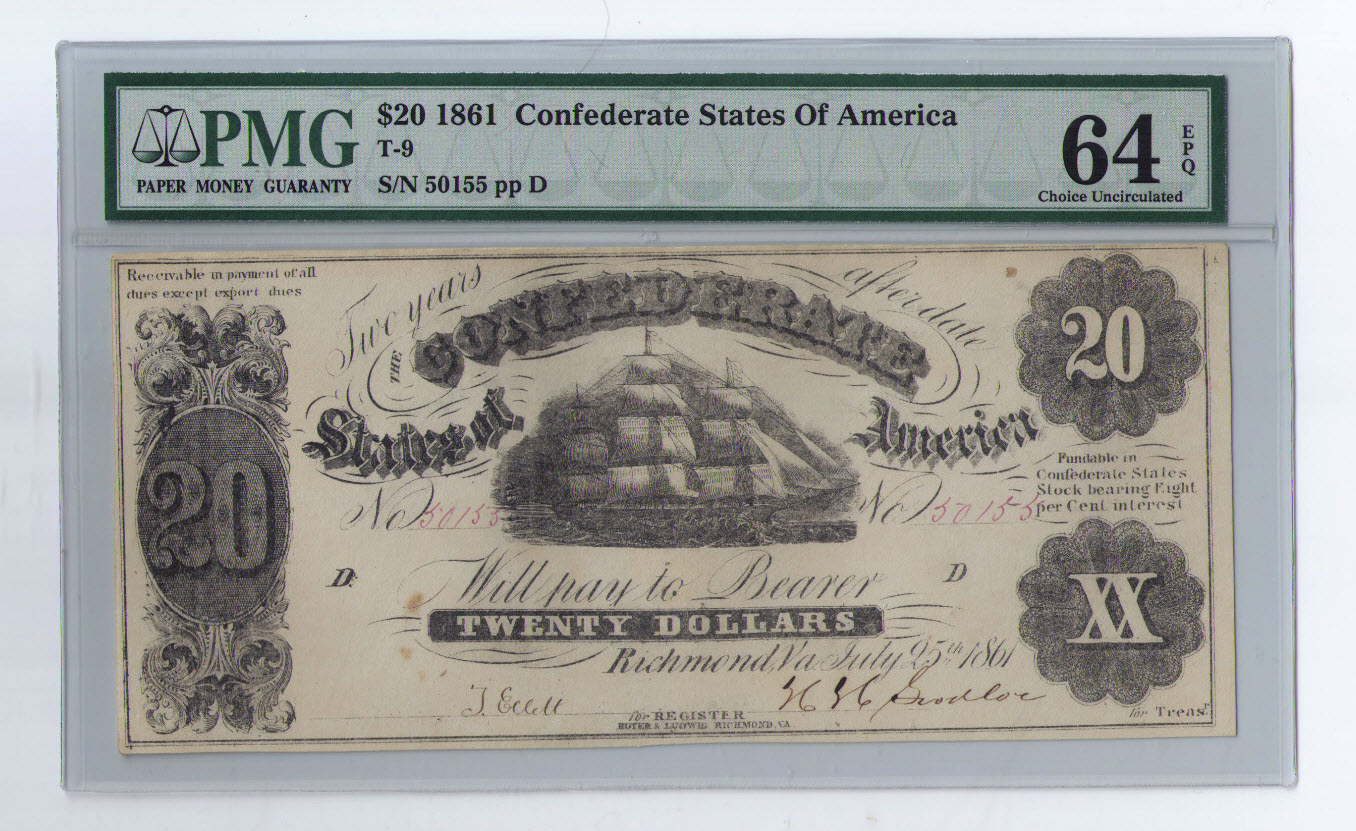 PMG
PAPER MONEY GUARANTY
$20 1861 Confederate States Of America
T-9
S/N 50155 pp D
64
EPQ
Choice Uncirculated
Receivable in payment of all
dues except export dues
Two years after date
THE CONFEDERATE
States of America
20
20
No 50155
No 50155
Fundable in
Confederate States
Stock bearing Eight
per Cent interest
D
Will pay to Bearer
D
TWENTY DOLLARS
XX
Richmond, Va July 25th 1861
T. Ellett
for REGISTER
for Treasr
HOYER & LUDWIG RICHMOND, VA